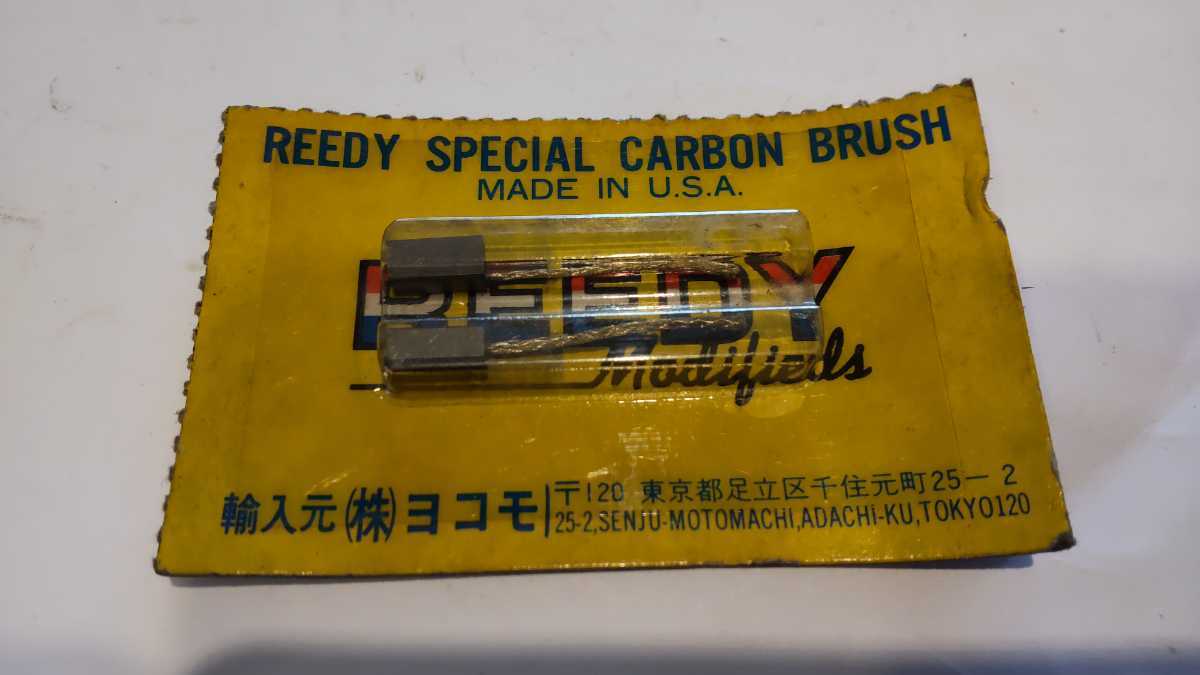 REEDY SPECIAL CARBON BRUSH
MADE IN U.S.A.
REEDY
Modifieds
輸入元 (株)ヨコモ
〒120 東京都足立区千住元町25−2
25-2,SENJU-MOTOMACHI,ADACHI-KU,TOKYO120